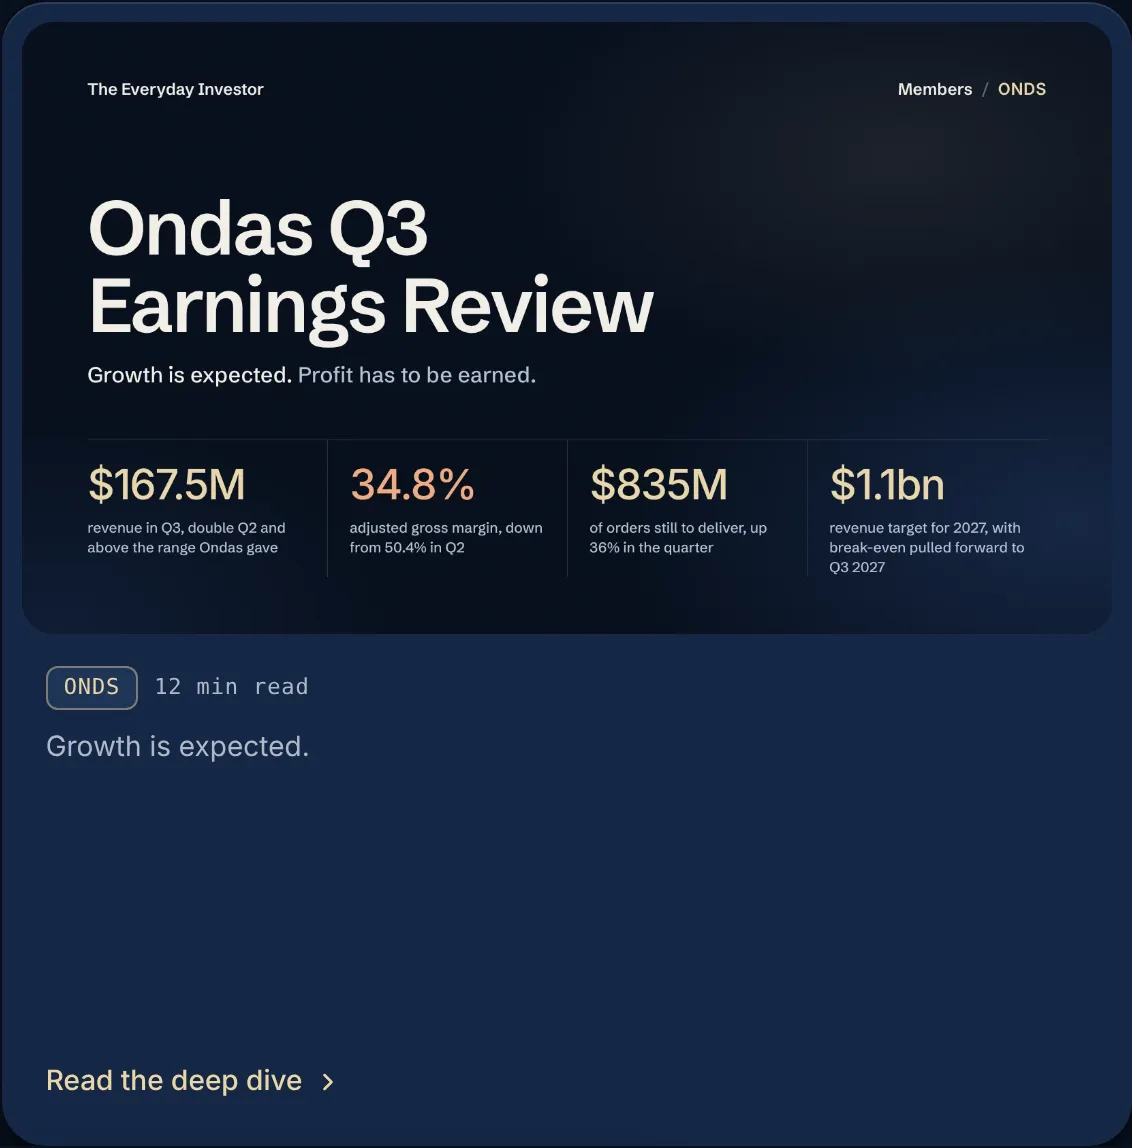 The Everyday Investor
Members / ONDS
Ondas Q3
Earnings Review
Growth is expected. Profit has to be earned.
$167.5M
revenue in Q3, double Q2 and
above the range Ondas gave
34.8%
adjusted gross margin, down
from 50.4% in Q2
$835M
of orders still to deliver, up
36% in the quarter
$1.1bn
revenue target for 2027, with
break-even pulled forward to
Q3 2027
ONDS 12 min read
Growth is expected.
Read the deep dive >